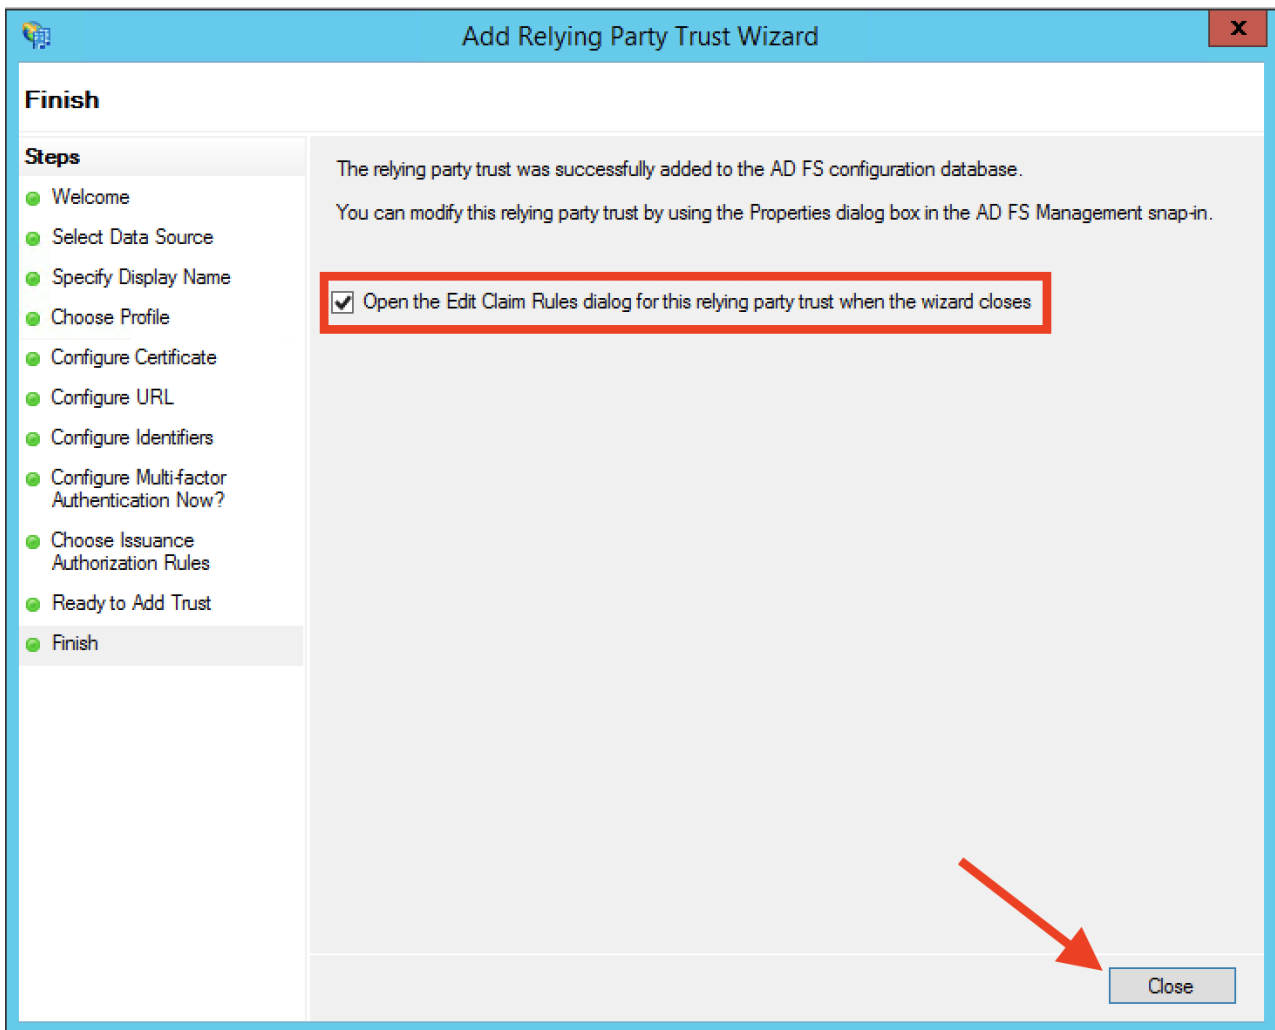 Add Relying Party Trust Wizard
x
Finish
Steps
Welcome
Select Data Source
Specify Display Name
Choose Profile
Configure Certificate
Configure URL
Configure Identifiers
Configure Multi-factor
Authentication Now?
Choose Issuance
Authorization Rules
Ready to Add Trust
Finish
The relying party trust was successfully added to the AD FS configuration database.
You can modify this relying party trust by using the Properties dialog box in the AD FS Management snap-in.
Open the Edit Claim Rules dialog for this relying party trust when the wizard closes
Close